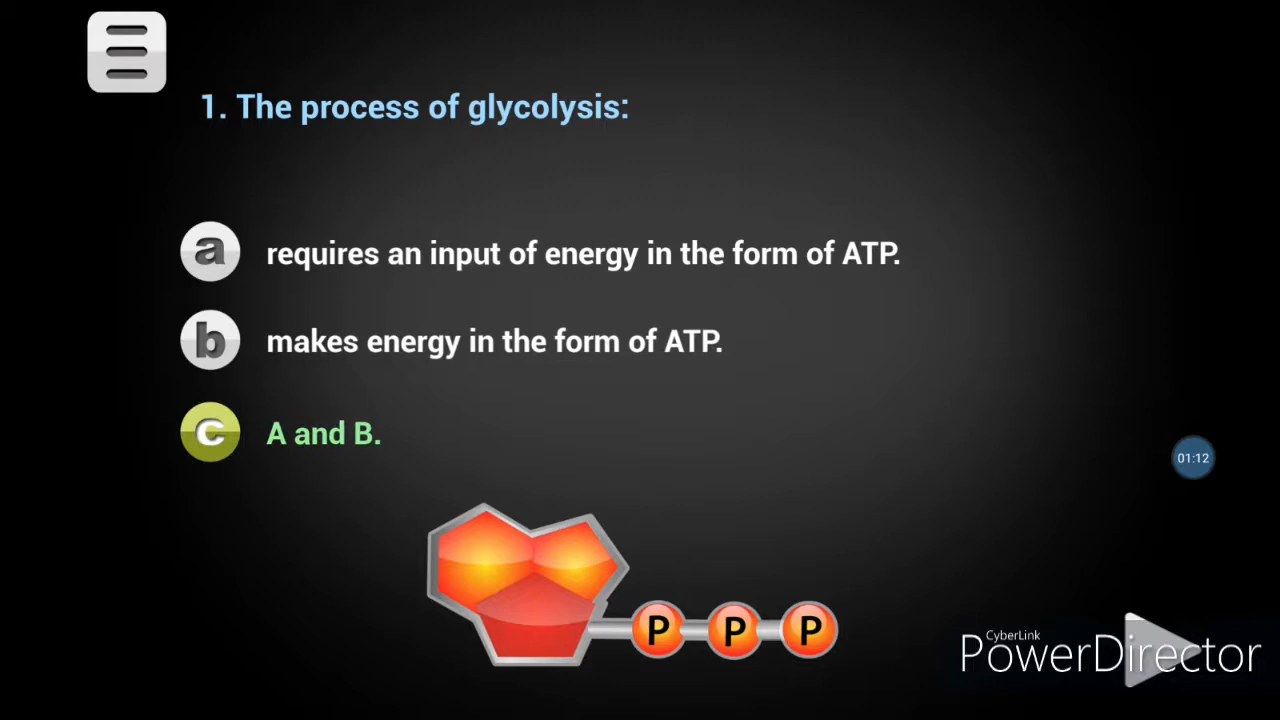 1. The process of glycolysis:
a requires an input of energy in the form of ATP.
b makes energy in the form of ATP.
c A and B.
01:12
P P P
CyberLink
PowerDirector